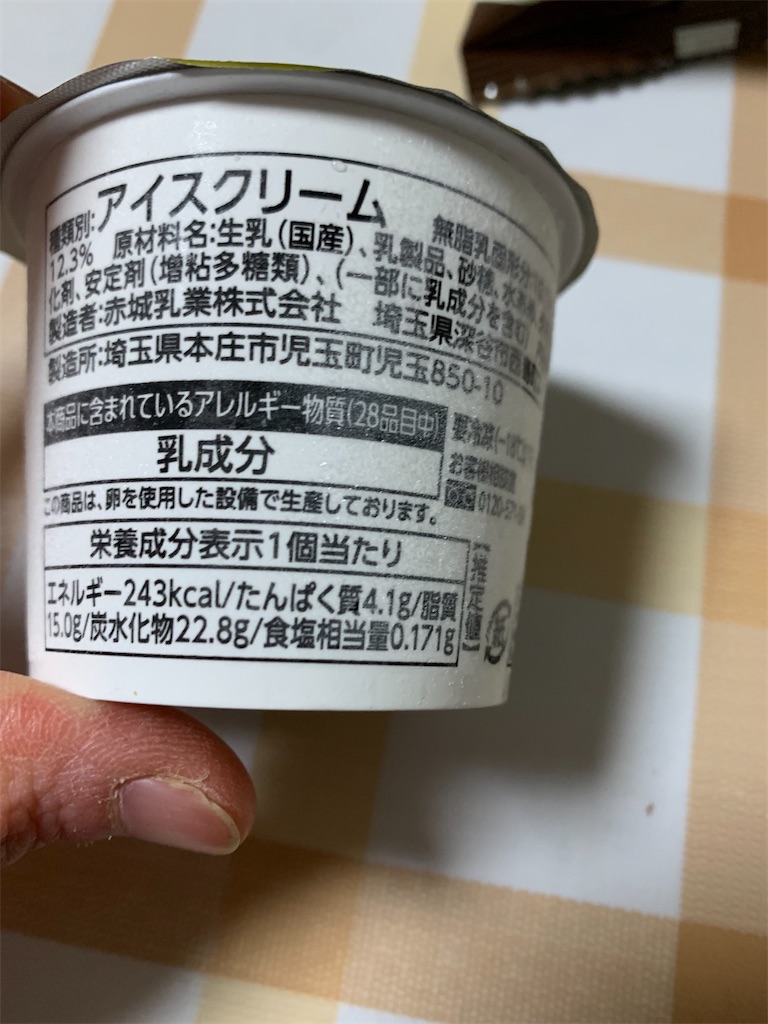 種類別:アイスクリーム 無脂乳固形分
12.3% 原材料名:生乳(国産)、乳製品、砂糖、水
化剤、安定剤(増粘多糖類)、(一部に乳成分を含む)
製造者:赤城乳業株式会社 埼玉県深谷市
製造所:埼玉県本庄市児玉町児玉850-10
本商品に含まれているアレルギー物質(28品目中)
乳成分
この商品は、卵を使用した設備で生産しております。
要冷凍(-18℃
お客様相談室
0120-571-
栄養成分表示1個当たり
エネルギー243kcal/たんぱく質4.1g/脂質
15.0g/炭水化物22.8g/食塩相当量0.171g
【推定値】